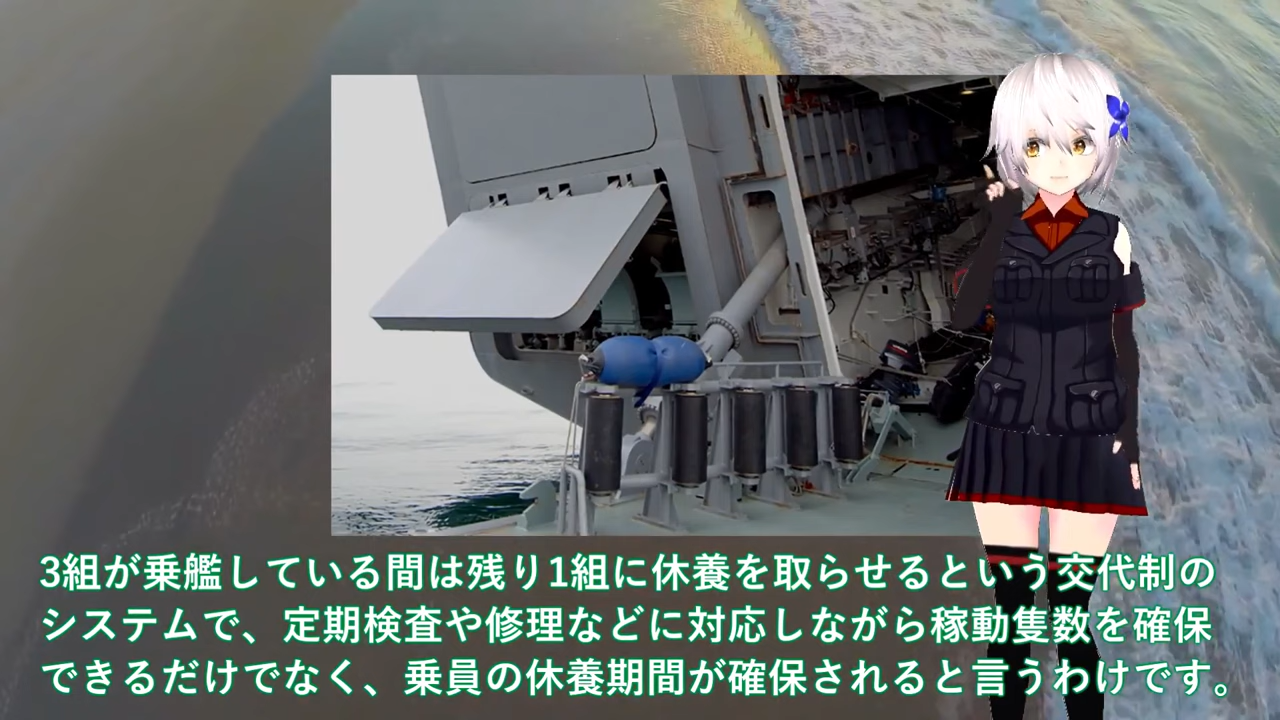 3組が乗艦している間は残り1組に休養を取らせるという交代制の
システムで、定期検査や修理などに対応しながら稼動隻数を確保
できるだけでなく、乗員の休養期間が確保されると言うわけです。